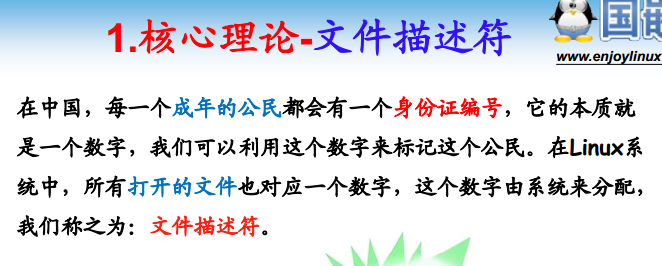 1.核心理论-文件描述符
国嵌
www.enjoylinux
在中国，每一个成年的公民都会有一个身份证编号，它的本质就
是一个数字，我们可以利用这个数字来标记这个公民。在Linux系
统中，所有打开的文件也对应一个数字，这个数字由系统来分配，
我们称之为：文件描述符。